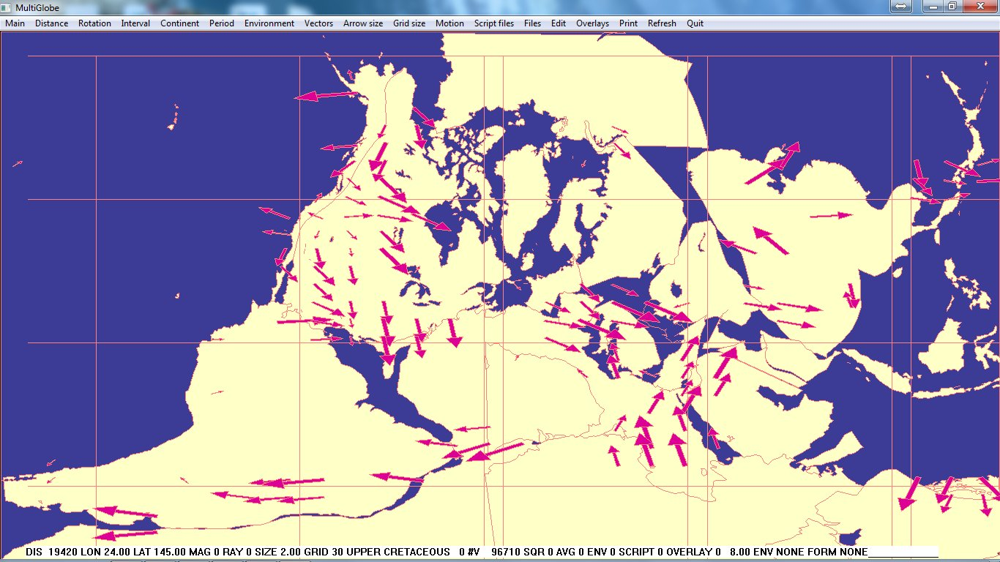 MultiGlobe
Main Distance Rotation Interval Continent Period Environment Vectors Arrow size Grid size Motion Script files Files Edit Overlays Print Refresh Quit
DIS 19420 LON 24.00 LAT 145.00 MAG 0 RAY 0 SIZE 2.00 GRID 30 UPPER CRETACEOUS 0 #V 96710 SQR 0 AVG 0 ENV 0 SCRIPT 0 OVERLAY 0 8.00 ENV NONE FORM NONE_____________